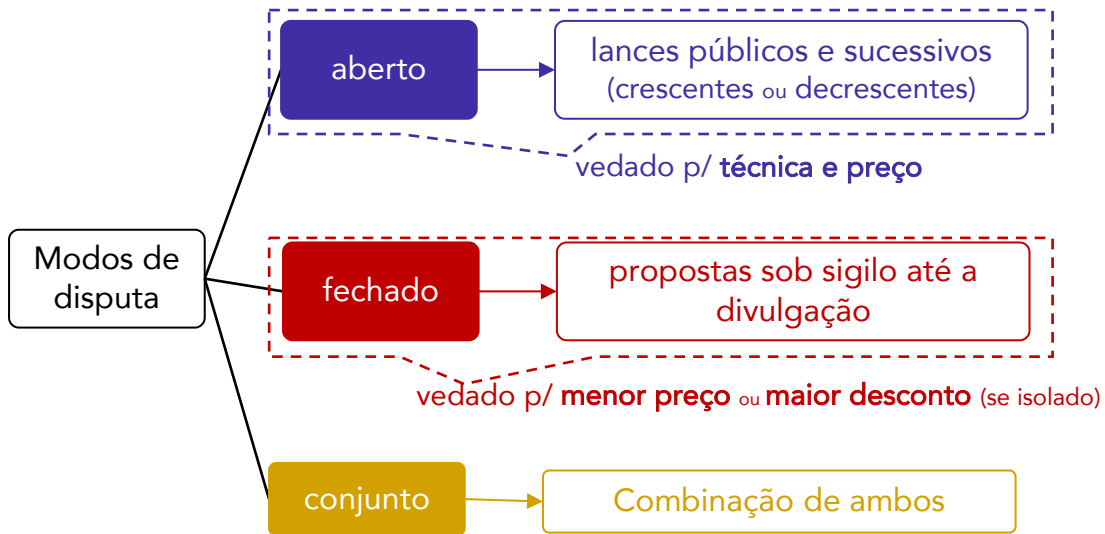 aberto
lances públicos e sucessivos
(crescentes ou decrescentes)
vedado p/ técnica e preço
Modos de
disputa
fechado
propostas sob sigilo até a
divulgação
vedado p/ menor preço ou maior desconto (se isolado)
conjunto
Combinação de ambos